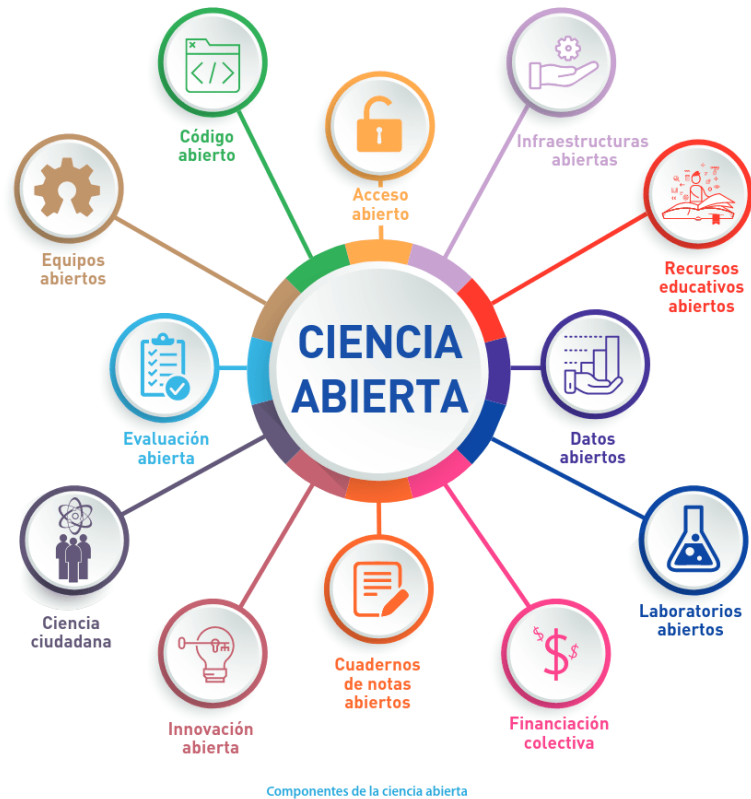 Código
abierto
Acceso
abierto
Infraestructuras
abiertas
Equipos
abiertos
Recursos
educativos
abiertos
CIENCIA
ABIERTA
Evaluación
abierta
Datos
abiertos
Ciencia
ciudadana
Laboratorios
abiertos
Innovación
abierta
Cuadernos
de notas
abiertos
$ $ $
Financiación
colectiva
Componentes de la ciencia abierta